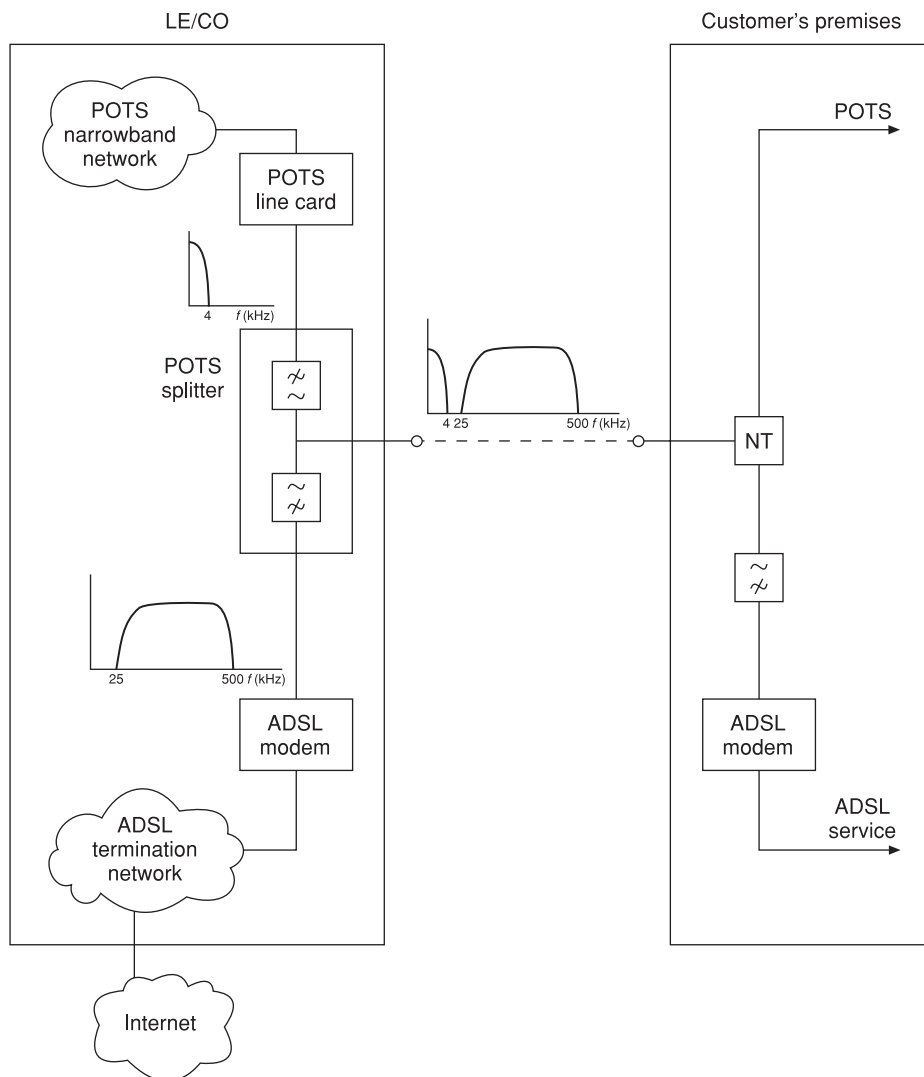 LE/CO
Customer's premises
POTS
narrowband
network
POTS
line card
POTS
4 f (kHz)
POTS
splitter
4 25 500 f (kHz)
NT
25 500 f (kHz)
ADSL
modem
ADSL
modem
ADSL
termination
network
ADSL
service
Internet